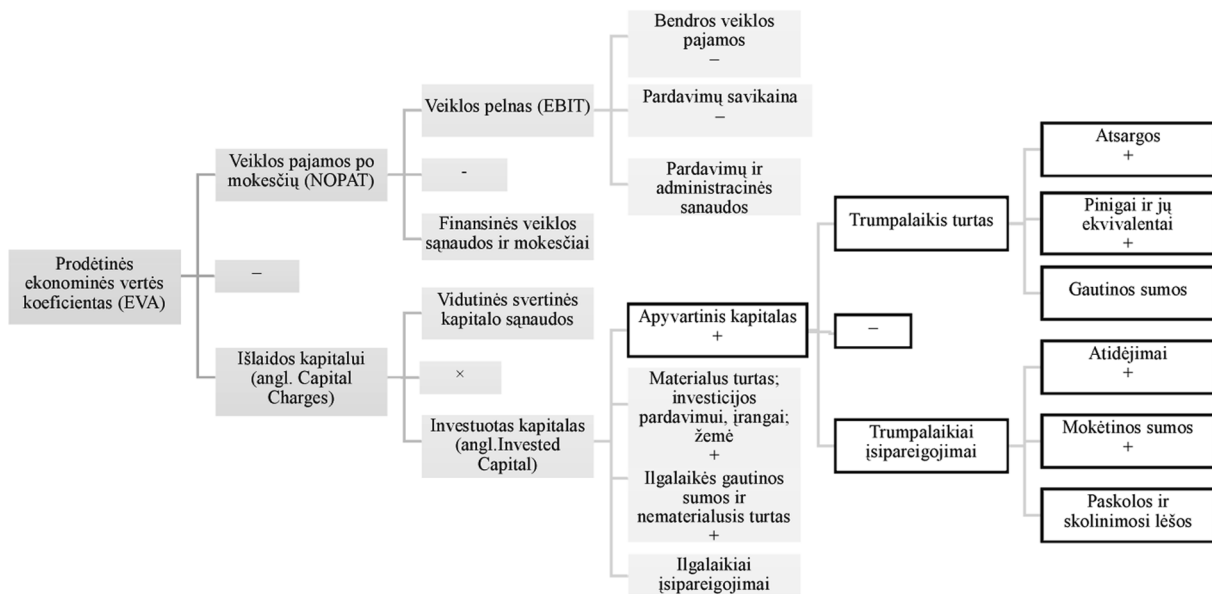 Pridėtinės
ekonominės vertės
koeficientas (EVA)
Veiklos pajamos po
mokesčių (NOPAT)
–
Išlaidos kapitalui
(angl. Capital
Charges)
Veiklos pelnas (EBIT)
-
Finansinės veiklos
sąnaudos ir mokesčiai
Vidutinės svertinės
kapitalo sąnaudos
×
Investuotas kapitalas
(angl.Invested
Capital)
Bendros veiklos
pajamos
–
Pardavimų savikaina
–
Pardavimų ir
administracinės
sanaudos
Apyvartinis kapitalas
+
Materialus turtas;
investicijos
pardavimui, įrangai;
žemė
+
Ilgalaikės gautinos
sumos ir
nematerialusis turtas
+
Ilgalaikiai
įsipareigojimai
Trumpalaikis turtas
–
Trumpalaikiai
įsipareigojimai
Atsargos
+
Pinigai ir jų
ekvivalentai
+
Gautinos sumos
Atidėjimai
+
Mokėtinos sumos
+
Paskolos ir
skolinimosi lėšos